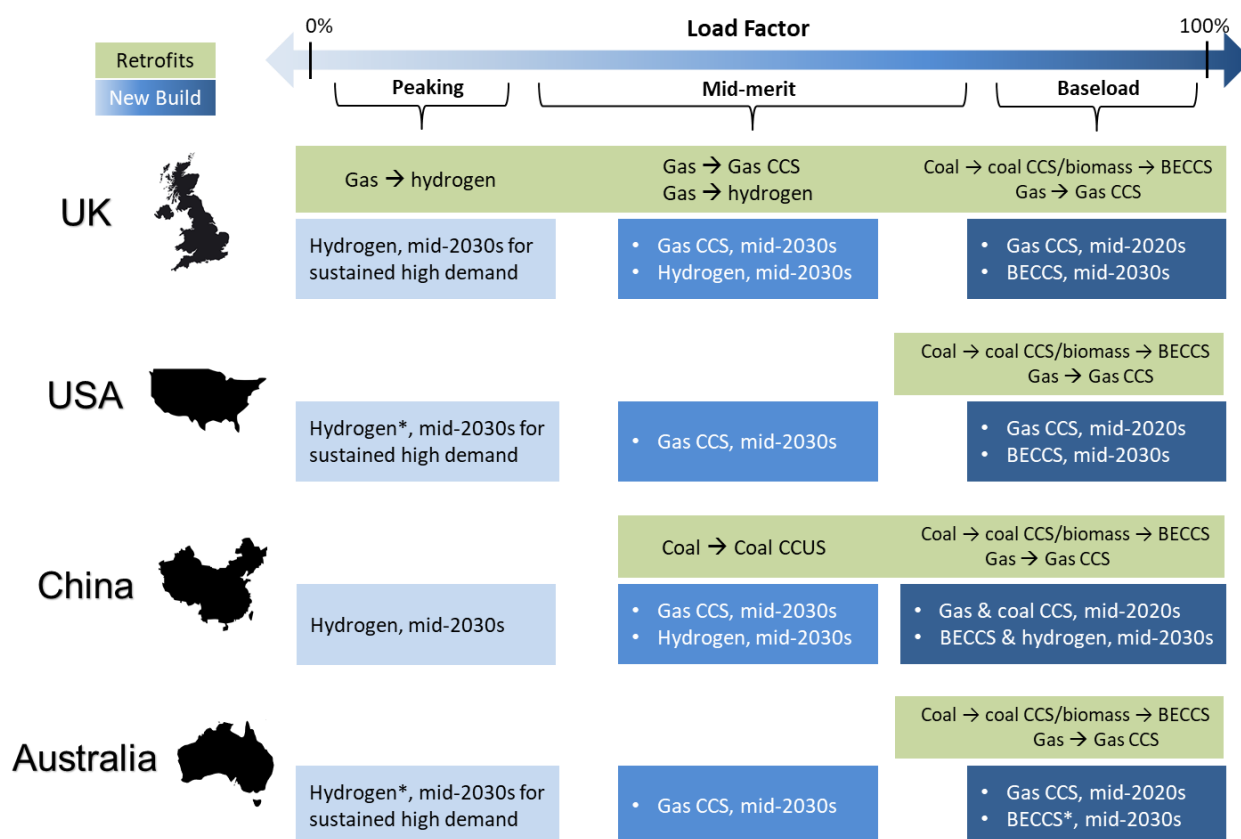 0%
Load Factor
100%
Retrofits
New Build
Peaking
Mid-merit
Baseload
UK
Gas → hydrogen
Gas → Gas CCS
Gas → hydrogen
Coal → coal CCS/biomass → BECCS
Gas → Gas CCS
Hydrogen, mid-2030s for
sustained high demand
• Gas CCS, mid-2030s
• Hydrogen, mid-2030s
• Gas CCS, mid-2020s
• BECCS, mid-2030s
USA
Coal → coal CCS/biomass → BECCS
Gas → Gas CCS
Hydrogen*, mid-2030s for
sustained high demand
• Gas CCS, mid-2030s
• Gas CCS, mid-2020s
• BECCS, mid-2030s
China
Coal → Coal CCUS
Coal → coal CCS/biomass → BECCS
Gas → Gas CCS
Hydrogen, mid-2030s
• Gas CCS, mid-2030s
• Hydrogen, mid-2030s
• Gas & coal CCS, mid-2020s
• BECCS & hydrogen, mid-2030s
Australia
Coal → coal CCS/biomass → BECCS
Gas → Gas CCS
Hydrogen*, mid-2030s for
sustained high demand
• Gas CCS, mid-2030s
• Gas CCS, mid-2020s
• BECCS*, mid-2030s